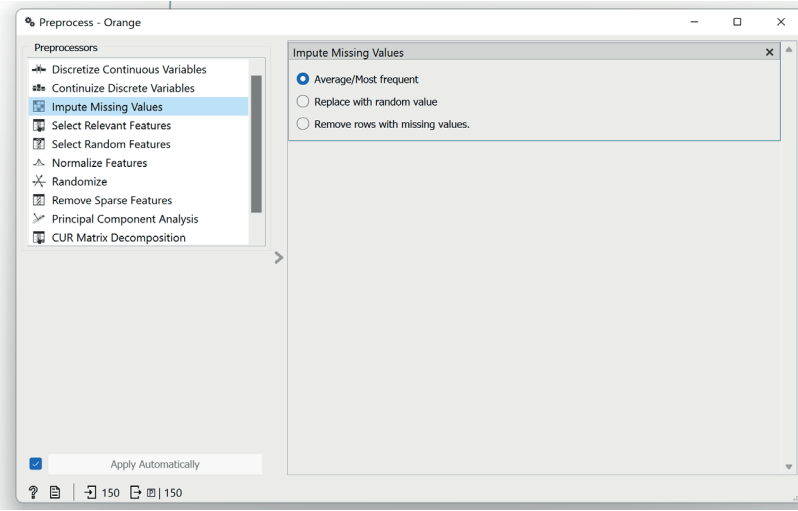 Preprocess - Orange
Preprocessors
Discretize Continuous Variables
Continuize Discrete Variables
Impute Missing Values
Select Relevant Features
Select Random Features
Normalize Features
Randomize
Remove Sparse Features
Principal Component Analysis
CUR Matrix Decomposition
Impute Missing Values
Average/Most frequent
Replace with random value
Remove rows with missing values.
Apply Automatically
? 150 | 150